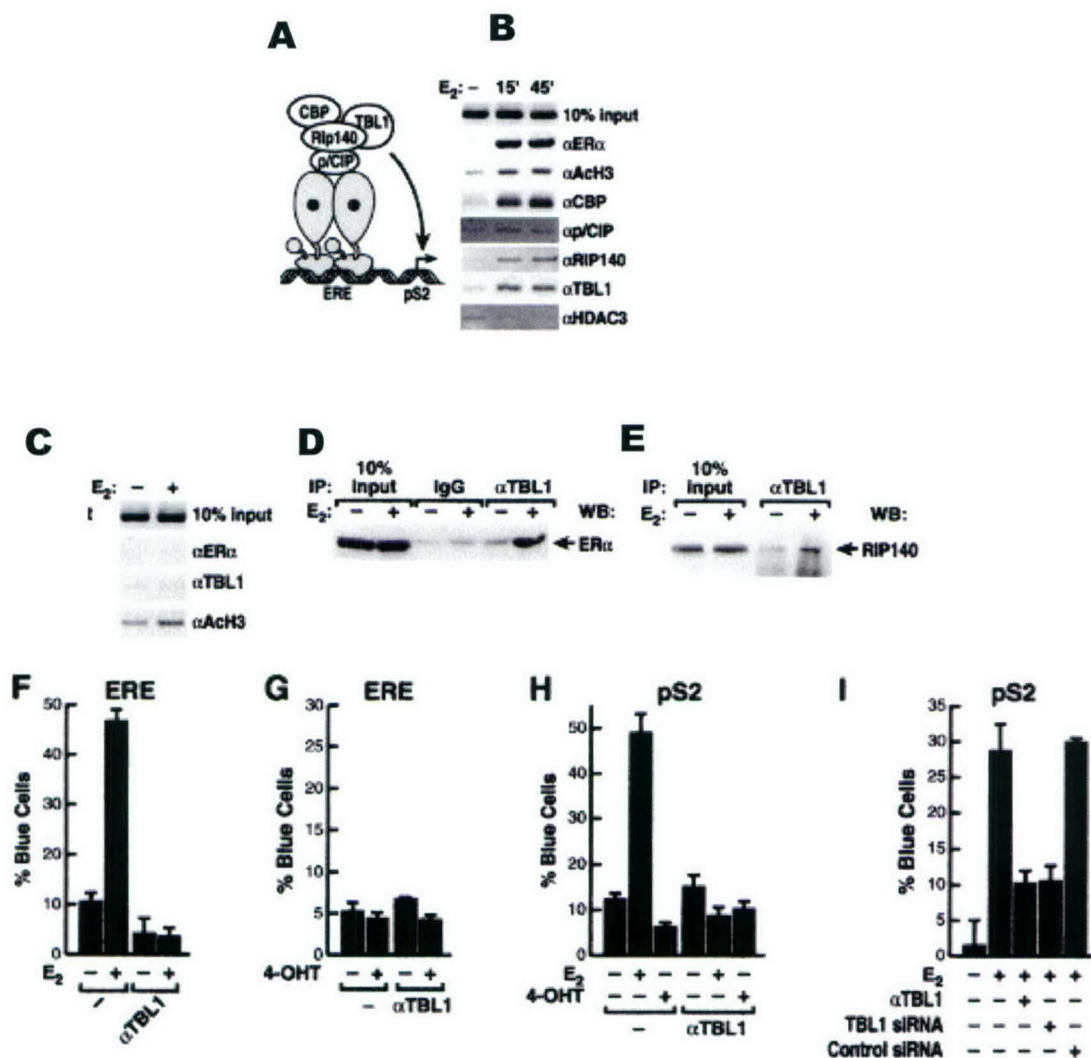 A
CBP
TBL1
Rip140
p/CIP
ERE
pS2
B
E2: – 15' 45'
10% input
αERα
αAcH3
αCBP
αp/CIP
αRIP140
αTBL1
αHDAC3
C
E2: – +
t
10% input
αERα
αTBL1
αAcH3
D
10%
IP: Input IgG αTBL1
E2: – + – + – + WB:
ERα
E
10%
IP: Input αTBL1
E2: – + – + WB:
RIP140
F ERE
% Blue Cells
50
40
30
20
10
0
E2 – + – +
– αTBL1
G ERE
% Blue Cells
30
25
20
15
10
5
0
4-OHT – + – +
– αTBL1
H pS2
% Blue Cells
50
40
30
20
10
0
E2 – + – – + –
4-OHT – – + – – +
– αTBL1
I pS2
% Blue Cells
35
30
25
20
15
10
5
0
E2 – + + + +
αTBL1 – – + – –
TBL1 siRNA – – – + –
Control siRNA – – – – +